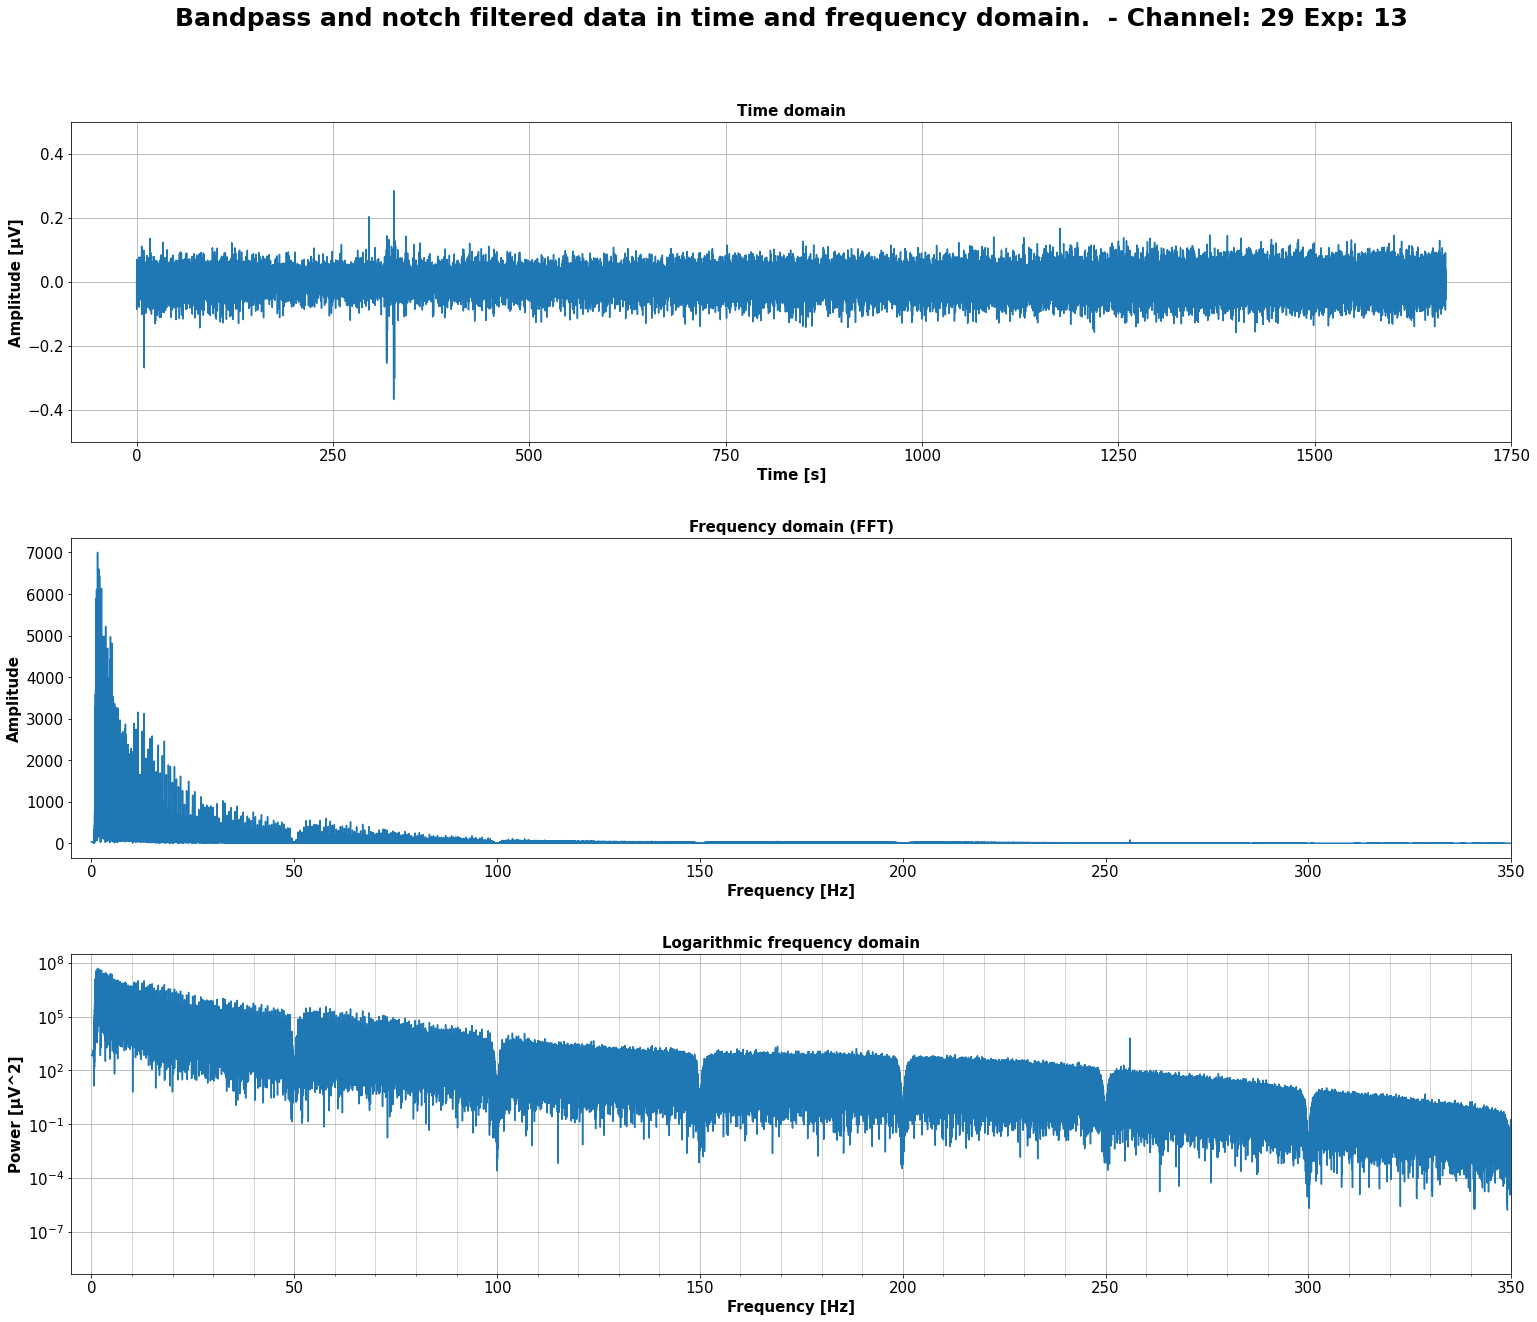 Bandpass and notch filtered data in time and frequency domain.  - Channel: 29 Exp: 13
Time domain
0.4
0.2
0.0
−0.2
−0.4
Amplitude [µV]
0 250 500 750 1000 1250 1500 1750
Time [s]
Frequency domain (FFT)
7000
6000
5000
4000
3000
2000
1000
0
Amplitude
0 50 100 150 200 250 300 350
Frequency [Hz]
Logarithmic frequency domain
10^8
10^5
10^2
10^−1
10^−4
10^−7
Power [µV^2]
0 50 100 150 200 250 300 350
Frequency [Hz]